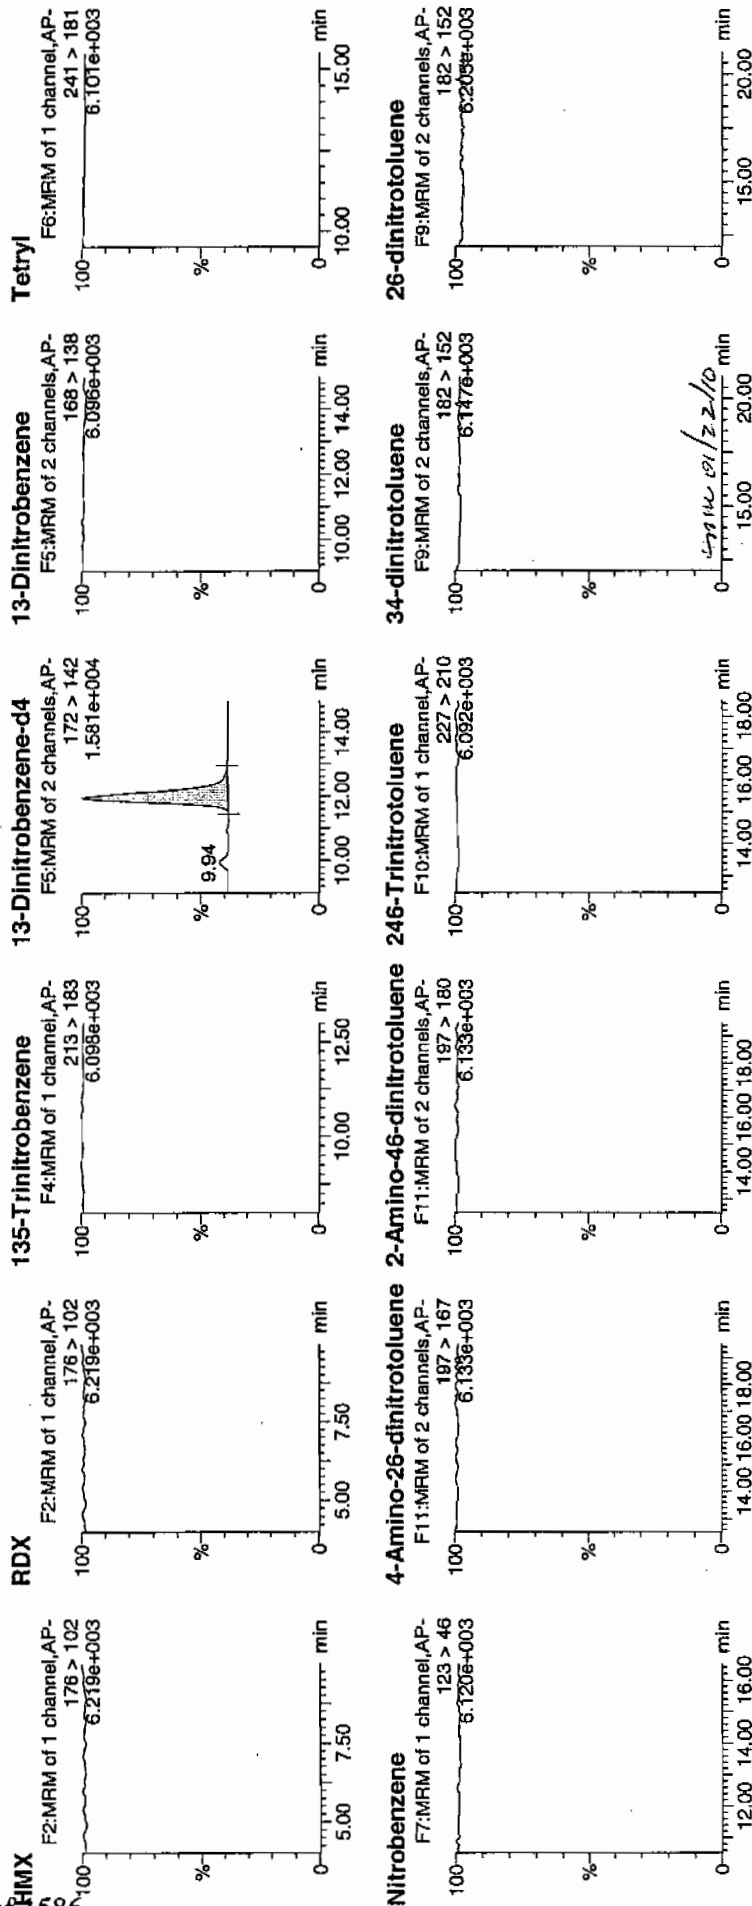 HMX
F2:MRM of 1 channel,AP-
176 > 102
6.219e+003
100
%
0
5.00 7.50 min
RDX
F2:MRM of 1 channel,AP-
176 > 102
6.219e+003
100
%
0
5.00 7.50 min
135-Trinitrobenzene
F4:MRM of 1 channel,AP-
213 > 183
6.098e+003
100
%
0
10.00 12.50 min
13-Dinitrobenzene-d4
F5:MRM of 2 channels,AP-
172 > 142
1.581e+004
100
9.94
%
0
10.00 12.00 14.00 min
13-Dinitrobenzene
F5:MRM of 2 channels,AP-
168 > 138
6.096e+003
100
%
0
10.00 12.00 14.00 min
Tetryl
F6:MRM of 1 channel,AP-
241 > 181
6.101e+003
100
%
0
10.00 15.00 min
Nitrobenzene
F7:MRM of 1 channel,AP-
123 > 46
6.120e+003
100
%
0
12.00 14.00 16.00 min
4-Amino-26-dinitrotoluene
F11:MRM of 2 channels,AP-
197 > 167
6.133e+003
100
%
0
14.00 16.00 18.00 min
2-Amino-46-dinitrotoluene
F11:MRM of 2 channels,AP-
197 > 180
6.133e+003
100
%
0
14.00 16.00 18.00 min
246-Trinitrotoluene
F10:MRM of 1 channel,AP-
227 > 210
6.092e+003
100
%
0
14.00 16.00 18.00 min
34-dinitrotoluene
F9:MRM of 2 channels,AP-
182 > 152
6.147e+003
100
%
01/22/10
0
15.00 20.00 min
26-dinitrotoluene
F9:MRM of 2 channels,AP-
182 > 152
6.205e+003
100
%
0
15.00 20.00 min